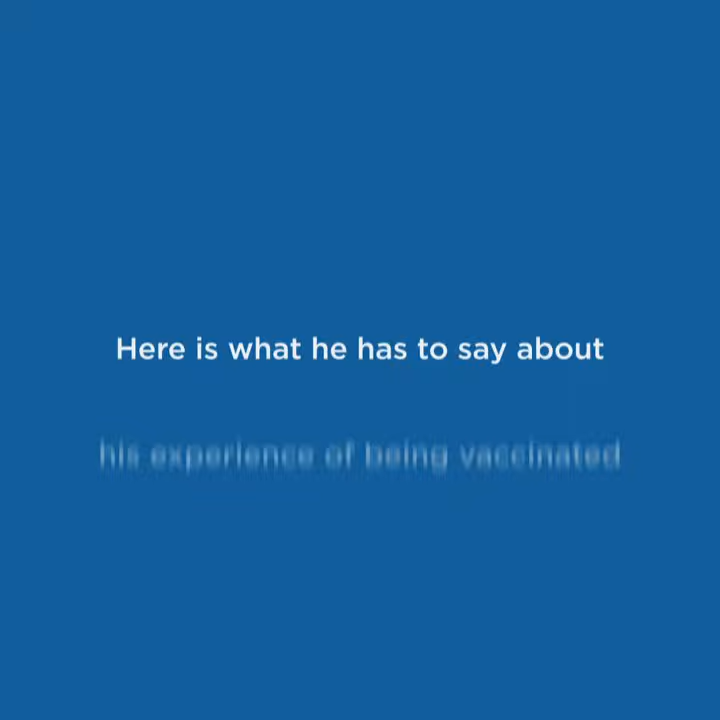 Here is what he has to say about
his experience of being vaccinated